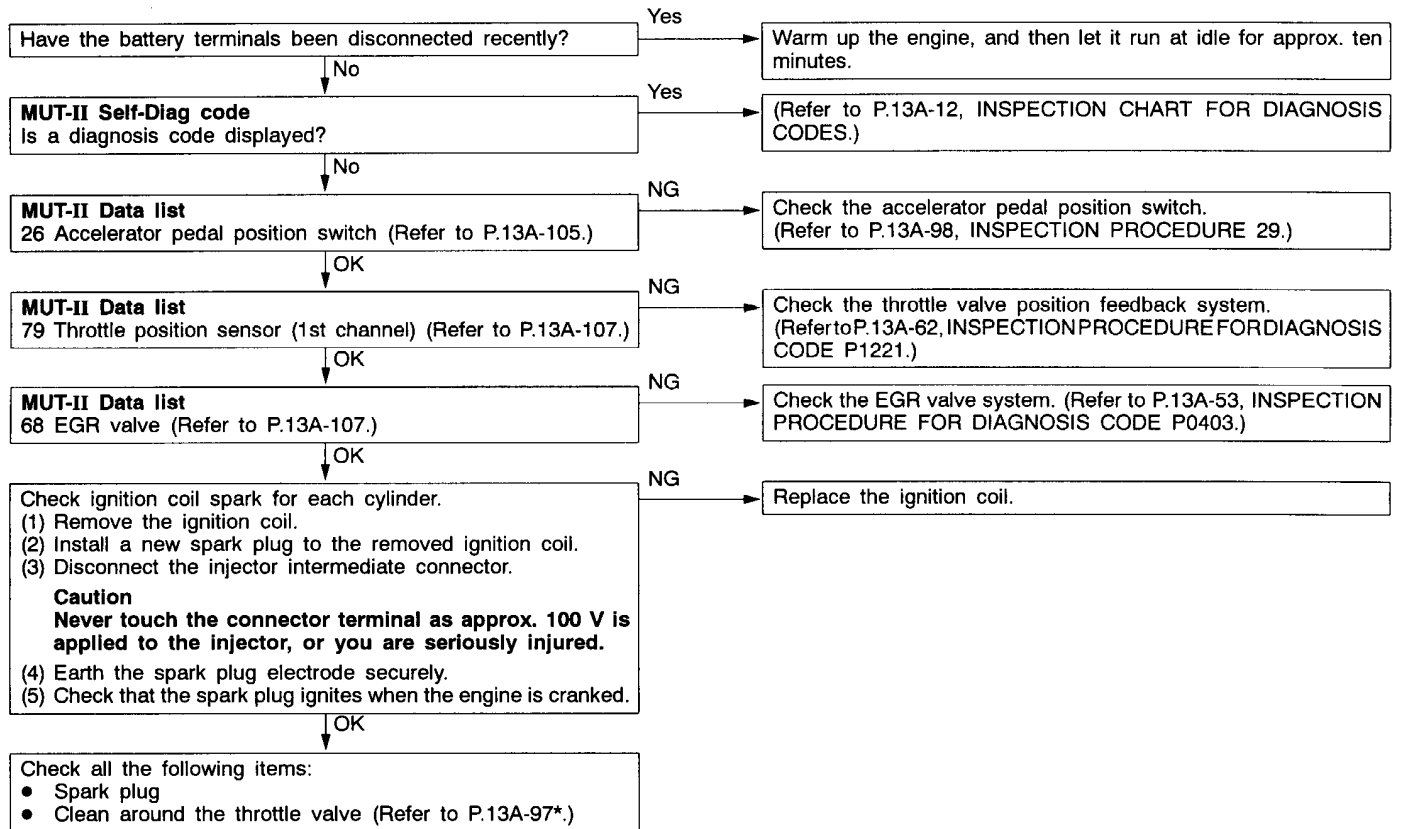 Have the battery terminals been disconnected recently?
Yes
Warm up the engine, and then let it run at idle for approx. ten
minutes.
No
MUT-II Self-Diag code
Is a diagnosis code displayed?
Yes
(Refer to P.13A-12, INSPECTION CHART FOR DIAGNOSIS
CODES.)
No
MUT-II Data list
26 Accelerator pedal position switch (Refer to P.13A-105.)
NG
Check the accelerator pedal position switch.
(Refer to P.13A-98, INSPECTION PROCEDURE 29.)
OK
MUT-II Data list
79 Throttle position sensor (1st channel) (Refer to P.13A-107.)
NG
Check the throttle valve position feedback system.
(Refer to P.13A-62, INSPECTION PROCEDURE FOR DIAGNOSIS
CODE P1221.)
OK
MUT-II Data list
68 EGR valve (Refer to P.13A-107.)
NG
Check the EGR valve system. (Refer to P.13A-53, INSPECTION
PROCEDURE FOR DIAGNOSIS CODE P0403.)
OK
Check ignition coil spark for each cylinder.
(1) Remove the ignition coil.
(2) Install a new spark plug to the removed ignition coil.
(3) Disconnect the injector intermediate connector.
Caution
Never touch the connector terminal as approx. 100 V is
applied to the injector, or you are seriously injured.
(4) Earth the spark plug electrode securely.
(5) Check that the spark plug ignites when the engine is cranked.
NG
Replace the ignition coil.
OK
Check all the following items:
● Spark plug
● Clean around the throttle valve (Refer to P.13A-97*.)